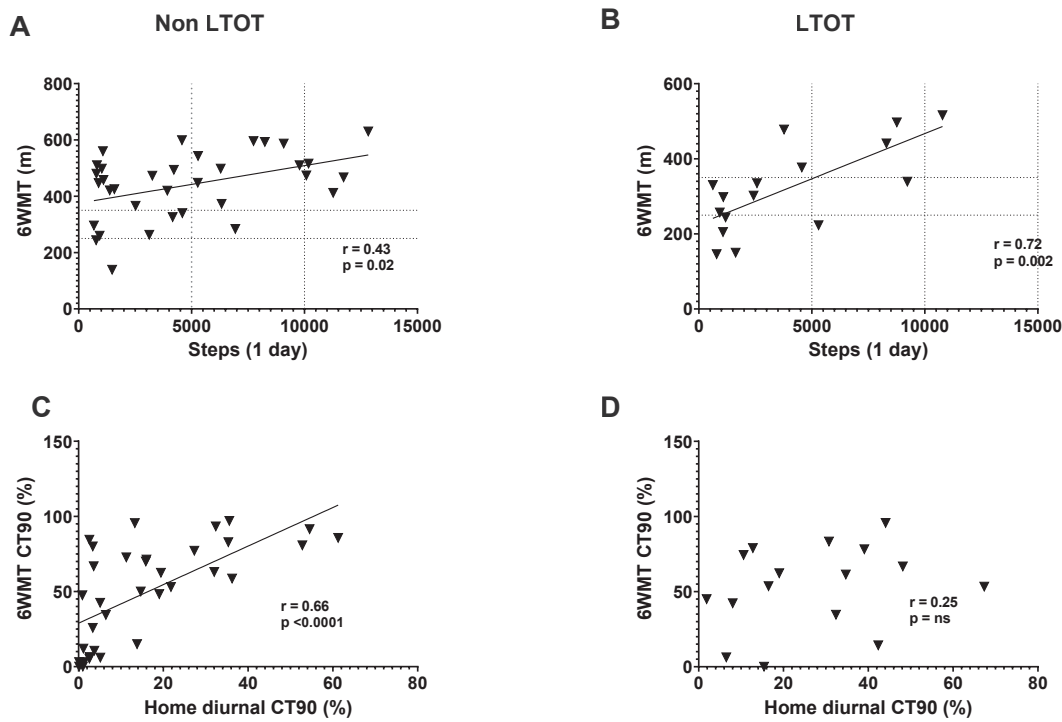 A
Non LTOT
6WMT (m)
800
600
400
200
0
r = 0.43
p = 0.02
0
5000
10000
15000
Steps (1 day)
B
LTOT
6WMT (m)
600
400
200
0
r = 0.72
p = 0.002
0
5000
10000
15000
Steps (1 day)
C
6WMT CT90 (%)
150
100
50
0
r = 0.66
p <0.0001
0
20
40
60
80
Home diurnal CT90 (%)
D
6WMT CT90 (%)
150
100
50
0
r = 0.25
p = ns
0
20
40
60
80
Home diurnal CT90 (%)